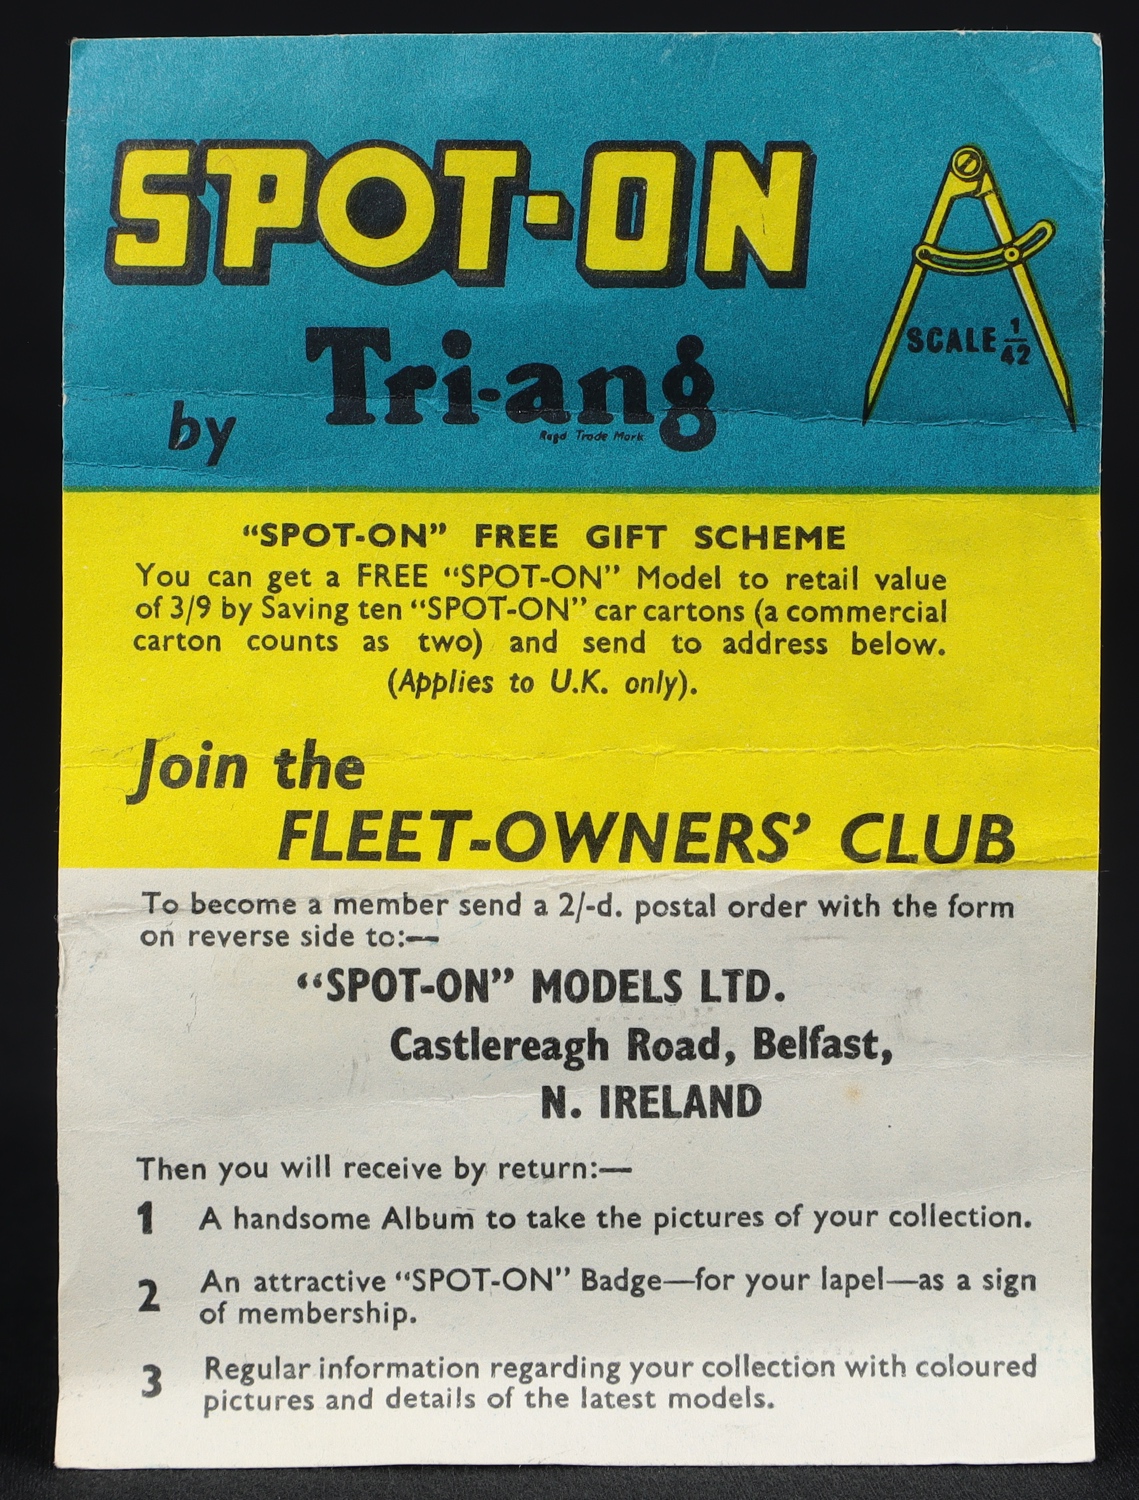 SPOT-ON
SCALE 1/42
by Tri-ang
Regd Trade Mark
“SPOT-ON” FREE GIFT SCHEME
You can get a FREE “SPOT-ON” Model to retail value
of 3/9 by Saving ten “SPOT-ON” car cartons (a commercial
carton counts as two) and send to address below.
(Applies to U.K. only).
Join the
FLEET-OWNERS’ CLUB
To become a member send a 2/-d. postal order with the form
on reverse side to:—
“SPOT-ON” MODELS LTD.
Castlereagh Road, Belfast,
N. IRELAND
Then you will receive by return:—
1 A handsome Album to take the pictures of your collection.
2 An attractive “SPOT-ON” Badge—for your lapel—as a sign
of membership.
3 Regular information regarding your collection with coloured
pictures and details of the latest models.